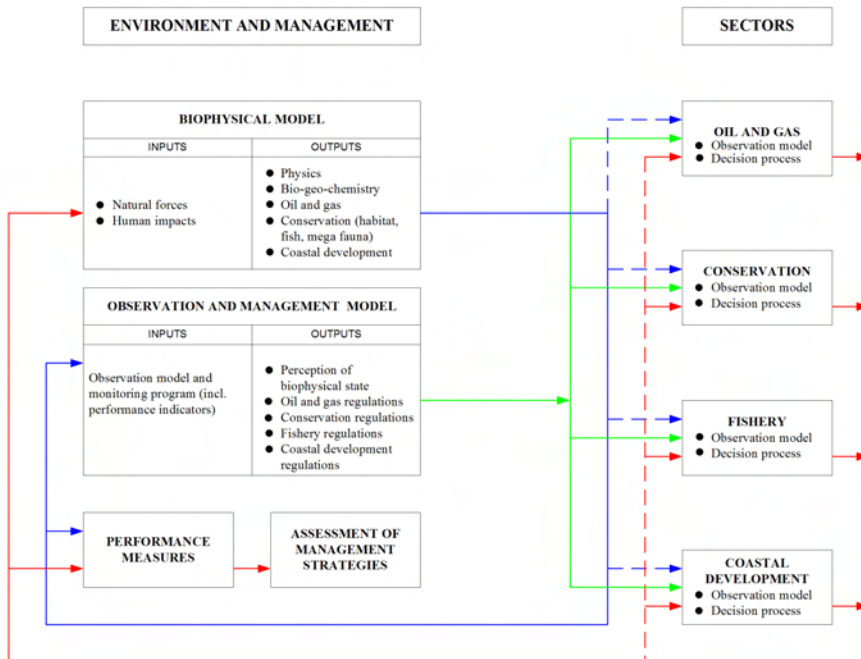 ENVIRONMENT AND MANAGEMENT
SECTORS
BIOPHYSICAL MODEL
INPUTS
OUTPUTS
● Natural forces
● Human impacts
● Physics
● Bio-geo-chemistry
● Oil and gas
● Conservation (habitat,
fish, mega fauna)
● Coastal development
OBSERVATION AND MANAGEMENT MODEL
INPUTS
OUTPUTS
Observation model and
monitoring program (incl.
performance indicators)
● Perception of
biophysical state
● Oil and gas regulations
● Conservation regulations
● Fishery regulations
● Coastal development
regulations
PERFORMANCE
MEASURES
ASSESSMENT OF
MANAGEMENT
STRATEGIES
OIL AND GAS
● Observation model
● Decision process
CONSERVATION
● Observation model
● Decision process
FISHERY
● Observation model
● Decision process
COASTAL
DEVELOPMENT
● Observation model
● Decision process